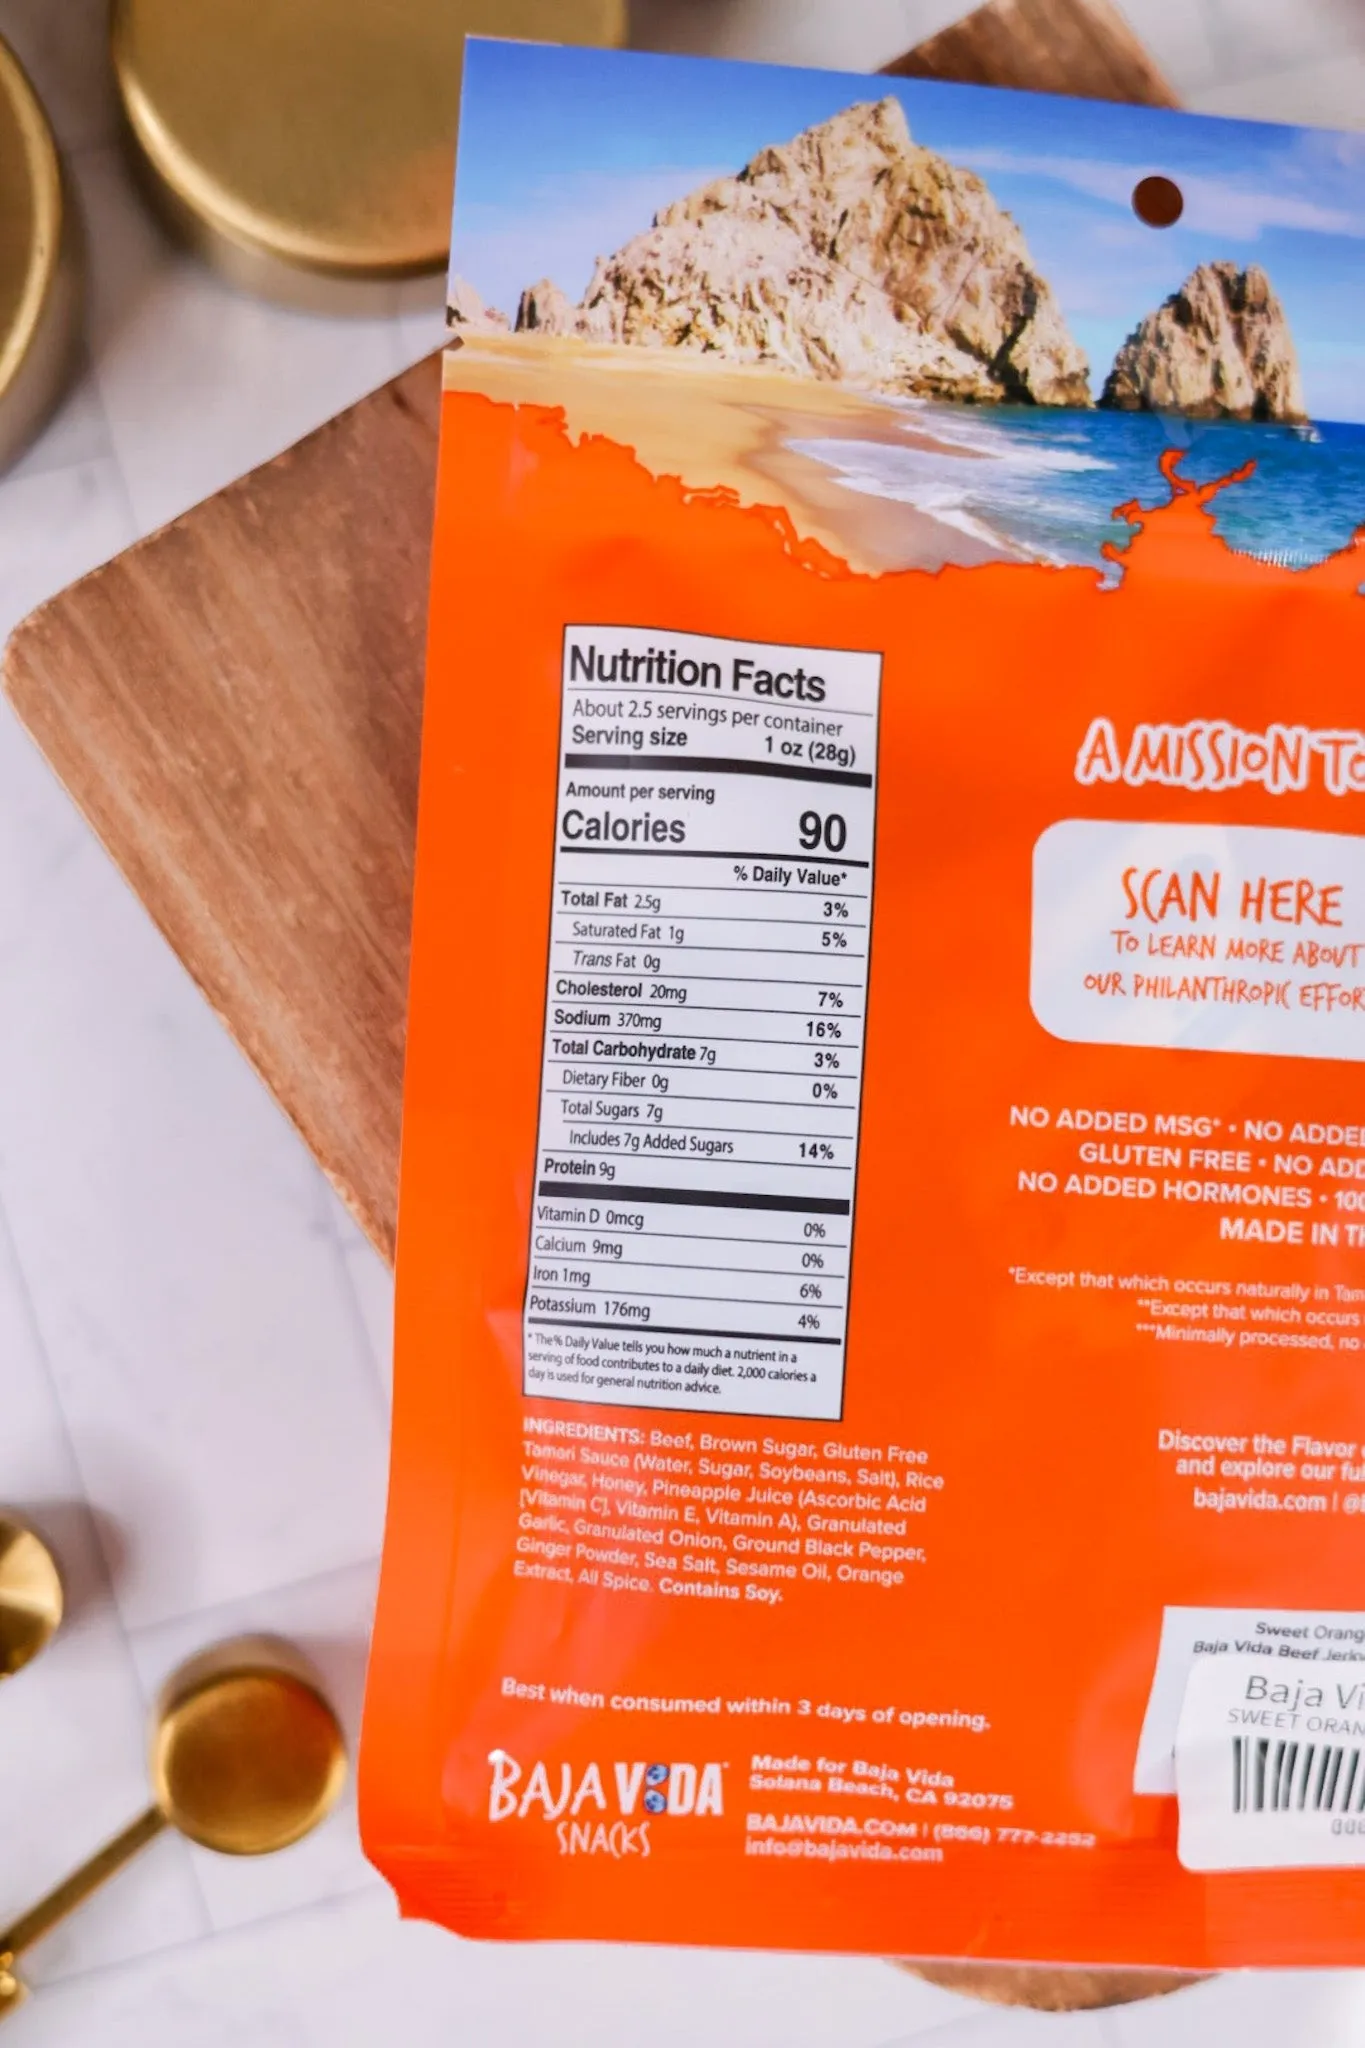 Nutrition Facts
About 2.5 servings per container
Serving size 1 oz (28g)
Amount per serving
Calories 90
% Daily Value*
Total Fat 2.5g 3%
Saturated Fat 1g 5%
Trans Fat 0g
Cholesterol 20mg 7%
Sodium 370mg 16%
Total Carbohydrate 7g 3%
Dietary Fiber 0g 0%
Total Sugars 7g
Includes 7g Added Sugars 14%
Protein 9g
Vitamin D 0mcg 0%
Calcium 9mg 0%
Iron 1mg 6%
Potassium 176mg 4%
* The % Daily Value tells you how much a nutrient in a
serving of food contributes to a daily diet. 2,000 calories a
day is used for general nutrition advice.
INGREDIENTS: Beef, Brown Sugar, Gluten Free
Tamari Sauce (Water, Sugar, Soybeans, Salt), Rice
Vinegar, Honey, Pineapple Juice (Ascorbic Acid
[Vitamin C], Vitamin E, Vitamin A), Granulated
Garlic, Granulated Onion, Ground Black Pepper,
Ginger Powder, Sea Salt, Sesame Oil, Orange
Extract, All Spice. Contains Soy.
Best when consumed within 3 days of opening.
BAJA VIDA
SNACKS
Made for Baja Vida
Solana Beach, CA 92075
BAJAVIDA.COM | (866) 777-2252
info@bajavida.com
A MISSION TO
SCAN HERE
TO LEARN MORE ABOUT
OUR PHILANTHROPIC EFFOR
NO ADDED MSG* • NO ADDE
GLUTEN FREE • NO ADD
NO ADDED HORMONES • 100
MADE IN TH
*Except that which occurs naturally in Tam
**Except that which occurs
***Minimally processed, no
Discover the Flavor
and explore our ful
bajavida.com | @
Sweet Orang
Baja Vida Beef Jerk
Baja Vi
SWEET ORAN